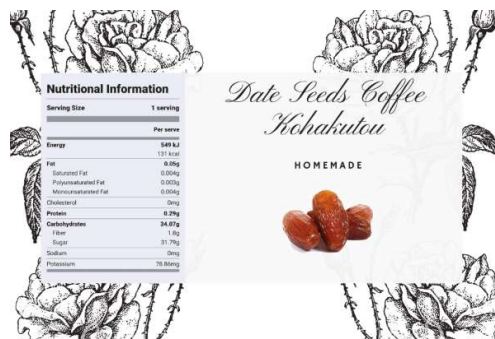 Nutritional Information
Serving Size 1 serving
Per serve
Energy 549 kJ
131 kcal
Fat 0.05g
Saturated Fat 0.004g
Polyunsaturated Fat 0.003g
Monounsaturated Fat 0.004g
Cholesterol 0mg
Protein 0.29g
Carbohydrates 34.07g
Fiber 1.8g
Sugar 31.79g
Sodium 0mg
Potassium 78.86mg
Date Seeds Coffee
Kohakutou
HOMEMADE